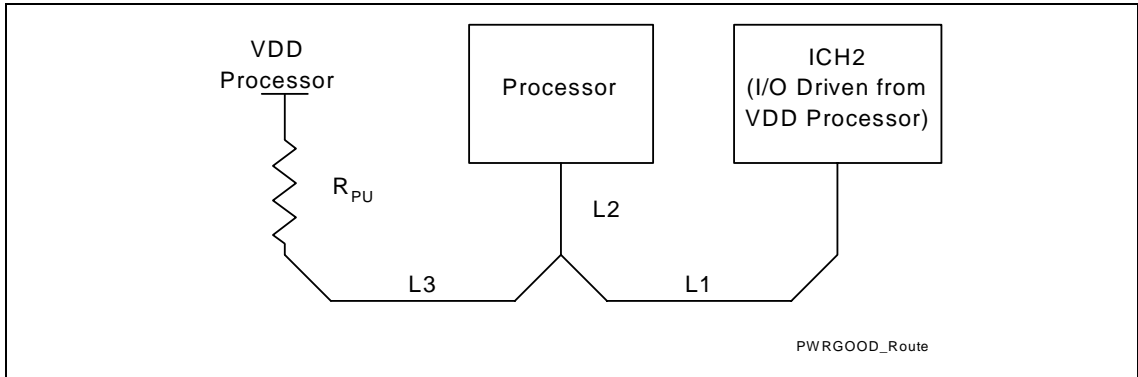 VDD
Processor
Processor
ICH2
(I/O Driven from
VDD Processor)
RPU
L2
L3
L1
PWRGOOD_Route